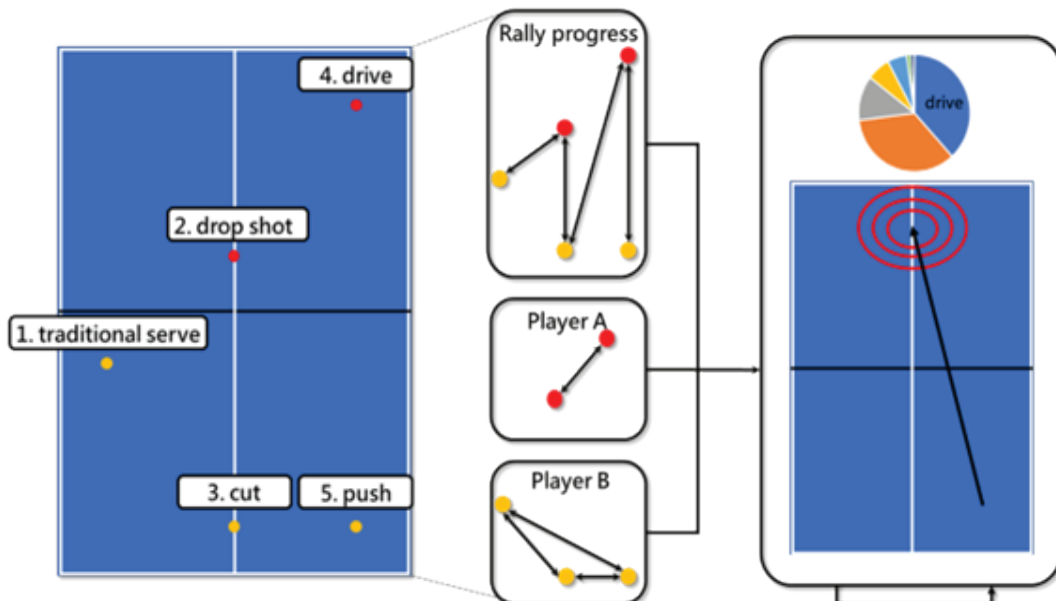 4. drive
2. drop shot
1. traditional serve
3. cut
5. push
Rally progress
Player A
Player B
drive